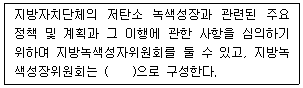 지방자치단체의 저탄소 녹색성장과 관련된 주요
정책 및 계획과 그 이행에 관한 사항을 심의하기
위하여 지방녹색성자위원회를 둘 수 있고, 지방녹
색성장위원회는 (    )으로 구성한다.